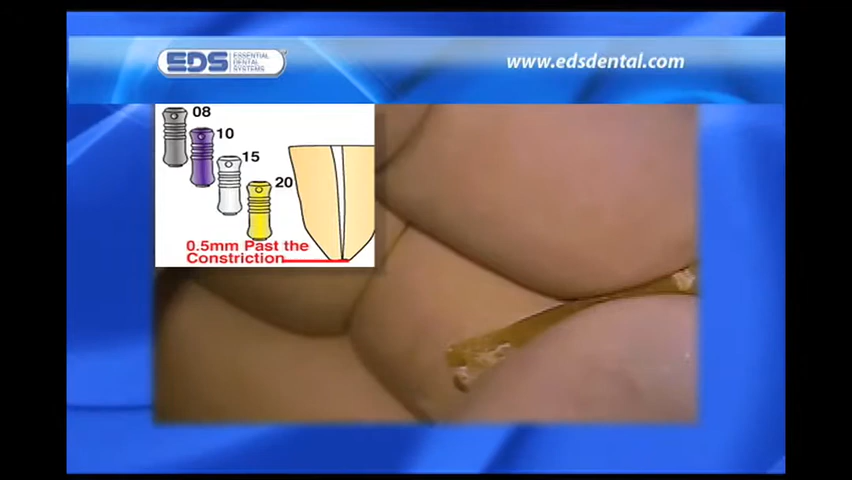 EDS ESSENTIAL
DENTAL
SYSTEMS
www.edsdental.com
08
10
15
20
0.5mm Past the
Constriction